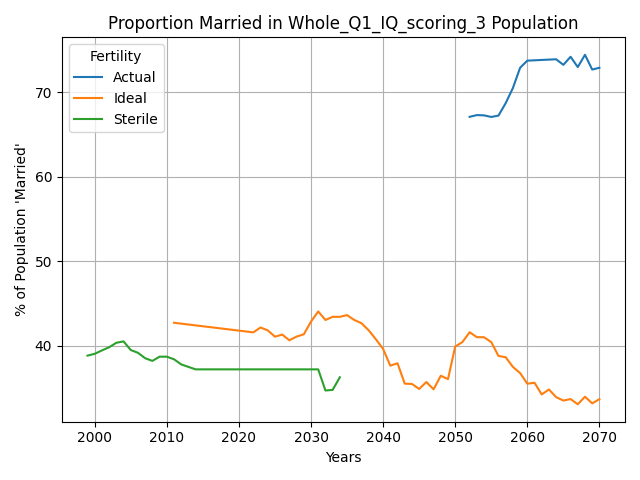 Proportion Married in Whole_Q1_IQ_scoring_3 Population
Fertility
Actual
Ideal
Sterile
% of Population 'Married'
70
60
50
40
2000 2010 2020 2030 2040 2050 2060 2070
Years